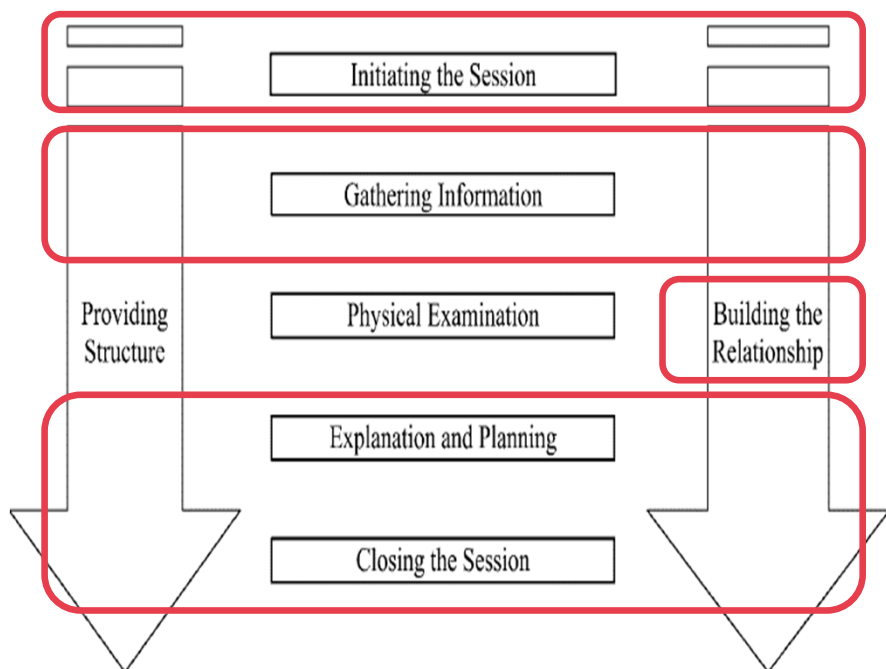 Initiating the Session
Gathering Information
Providing
Structure
Physical Examination
Building the
Relationship
Explanation and Planning
Closing the Session